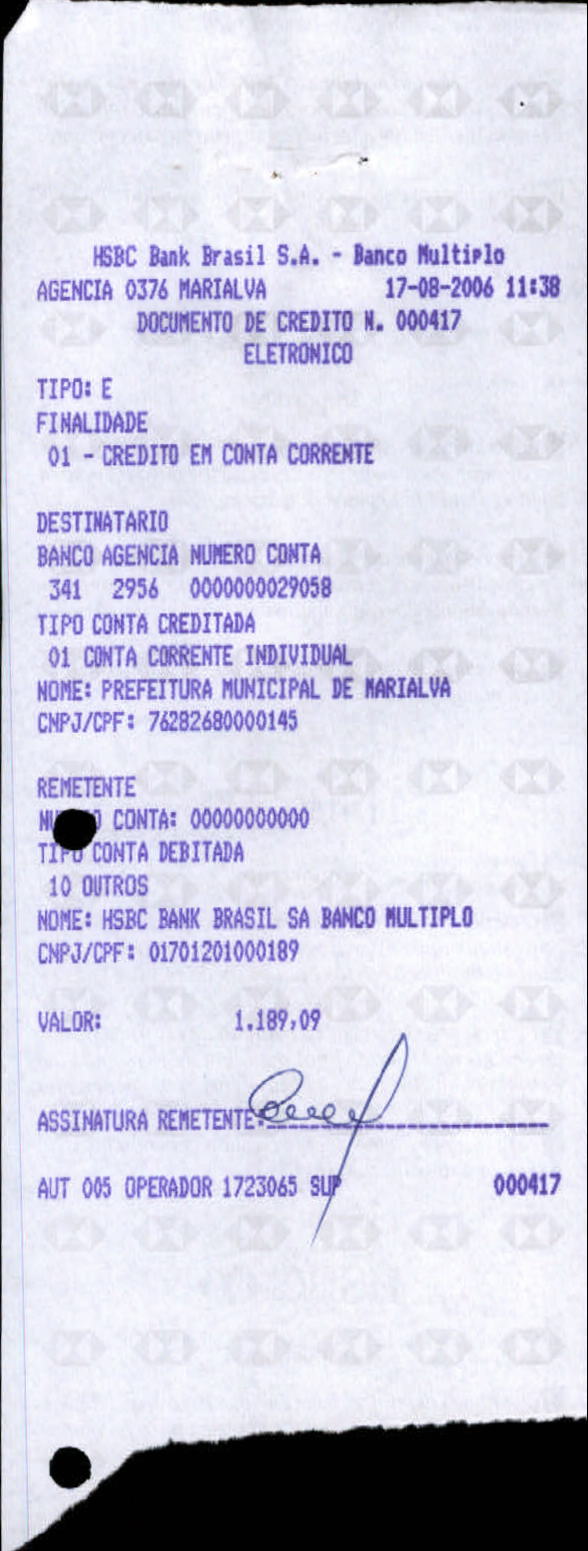 HSBC Bank Brasil S.A. - Banco Multiplo
AGENCIA 0376 MARIALVA 17-08-2006 11:38
DOCUMENTO DE CREDITO N. 000417
ELETRONICO
TIPO: E
FINALIDADE
01 - CREDITO EM CONTA CORRENTE
DESTINATARIO
BANCO AGENCIA NUMERO CONTA
341 2956 0000000029058
TIPO CONTA CREDITADA
01 CONTA CORRENTE INDIVIDUAL
NOME: PREFEITURA MUNICIPAL DE MARIALVA
CNPJ/CPF: 76282680000145
REMETENTE
CONTA: 00000000000
TIPO CONTA DEBITADA
10 OUTROS
NOME: HSBC BANK BRASIL SA BANCO MULTIPLO
CNPJ/CPF: 01701201000189
VALOR: 1.189,09
ASSINATURA REMETENTE:
AUT 005 OPERADOR 1723065 SUP 000417